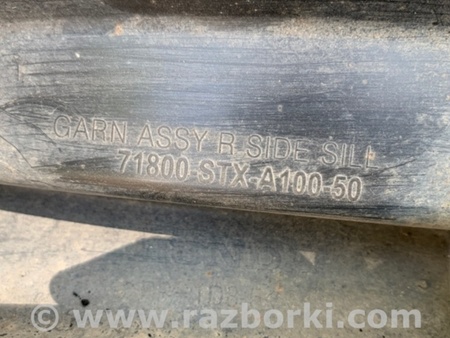 GARN ASSY R SIDE SILL
71800-STX-A100-50
www.razborki.com